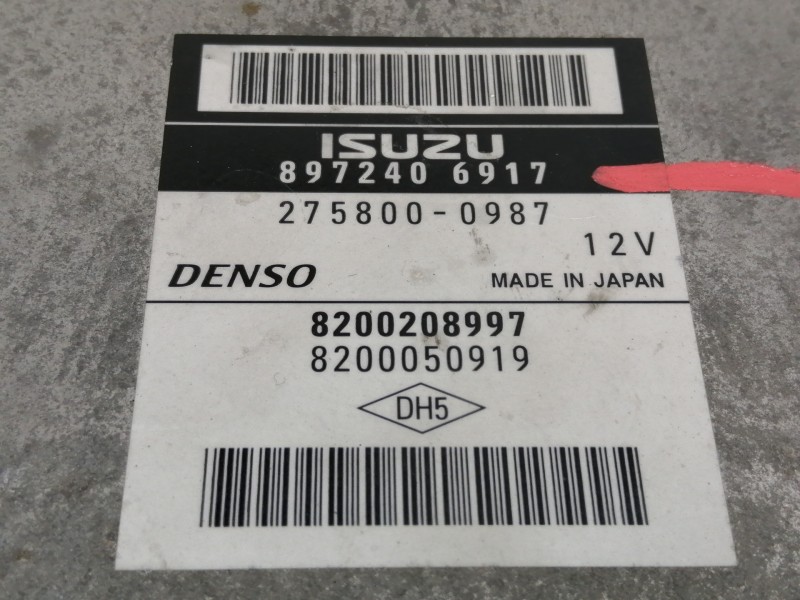 ISUZU
897240 6917
275800-0987
12V
DENSO MADE IN JAPAN
8200208997
8200050919
DH5